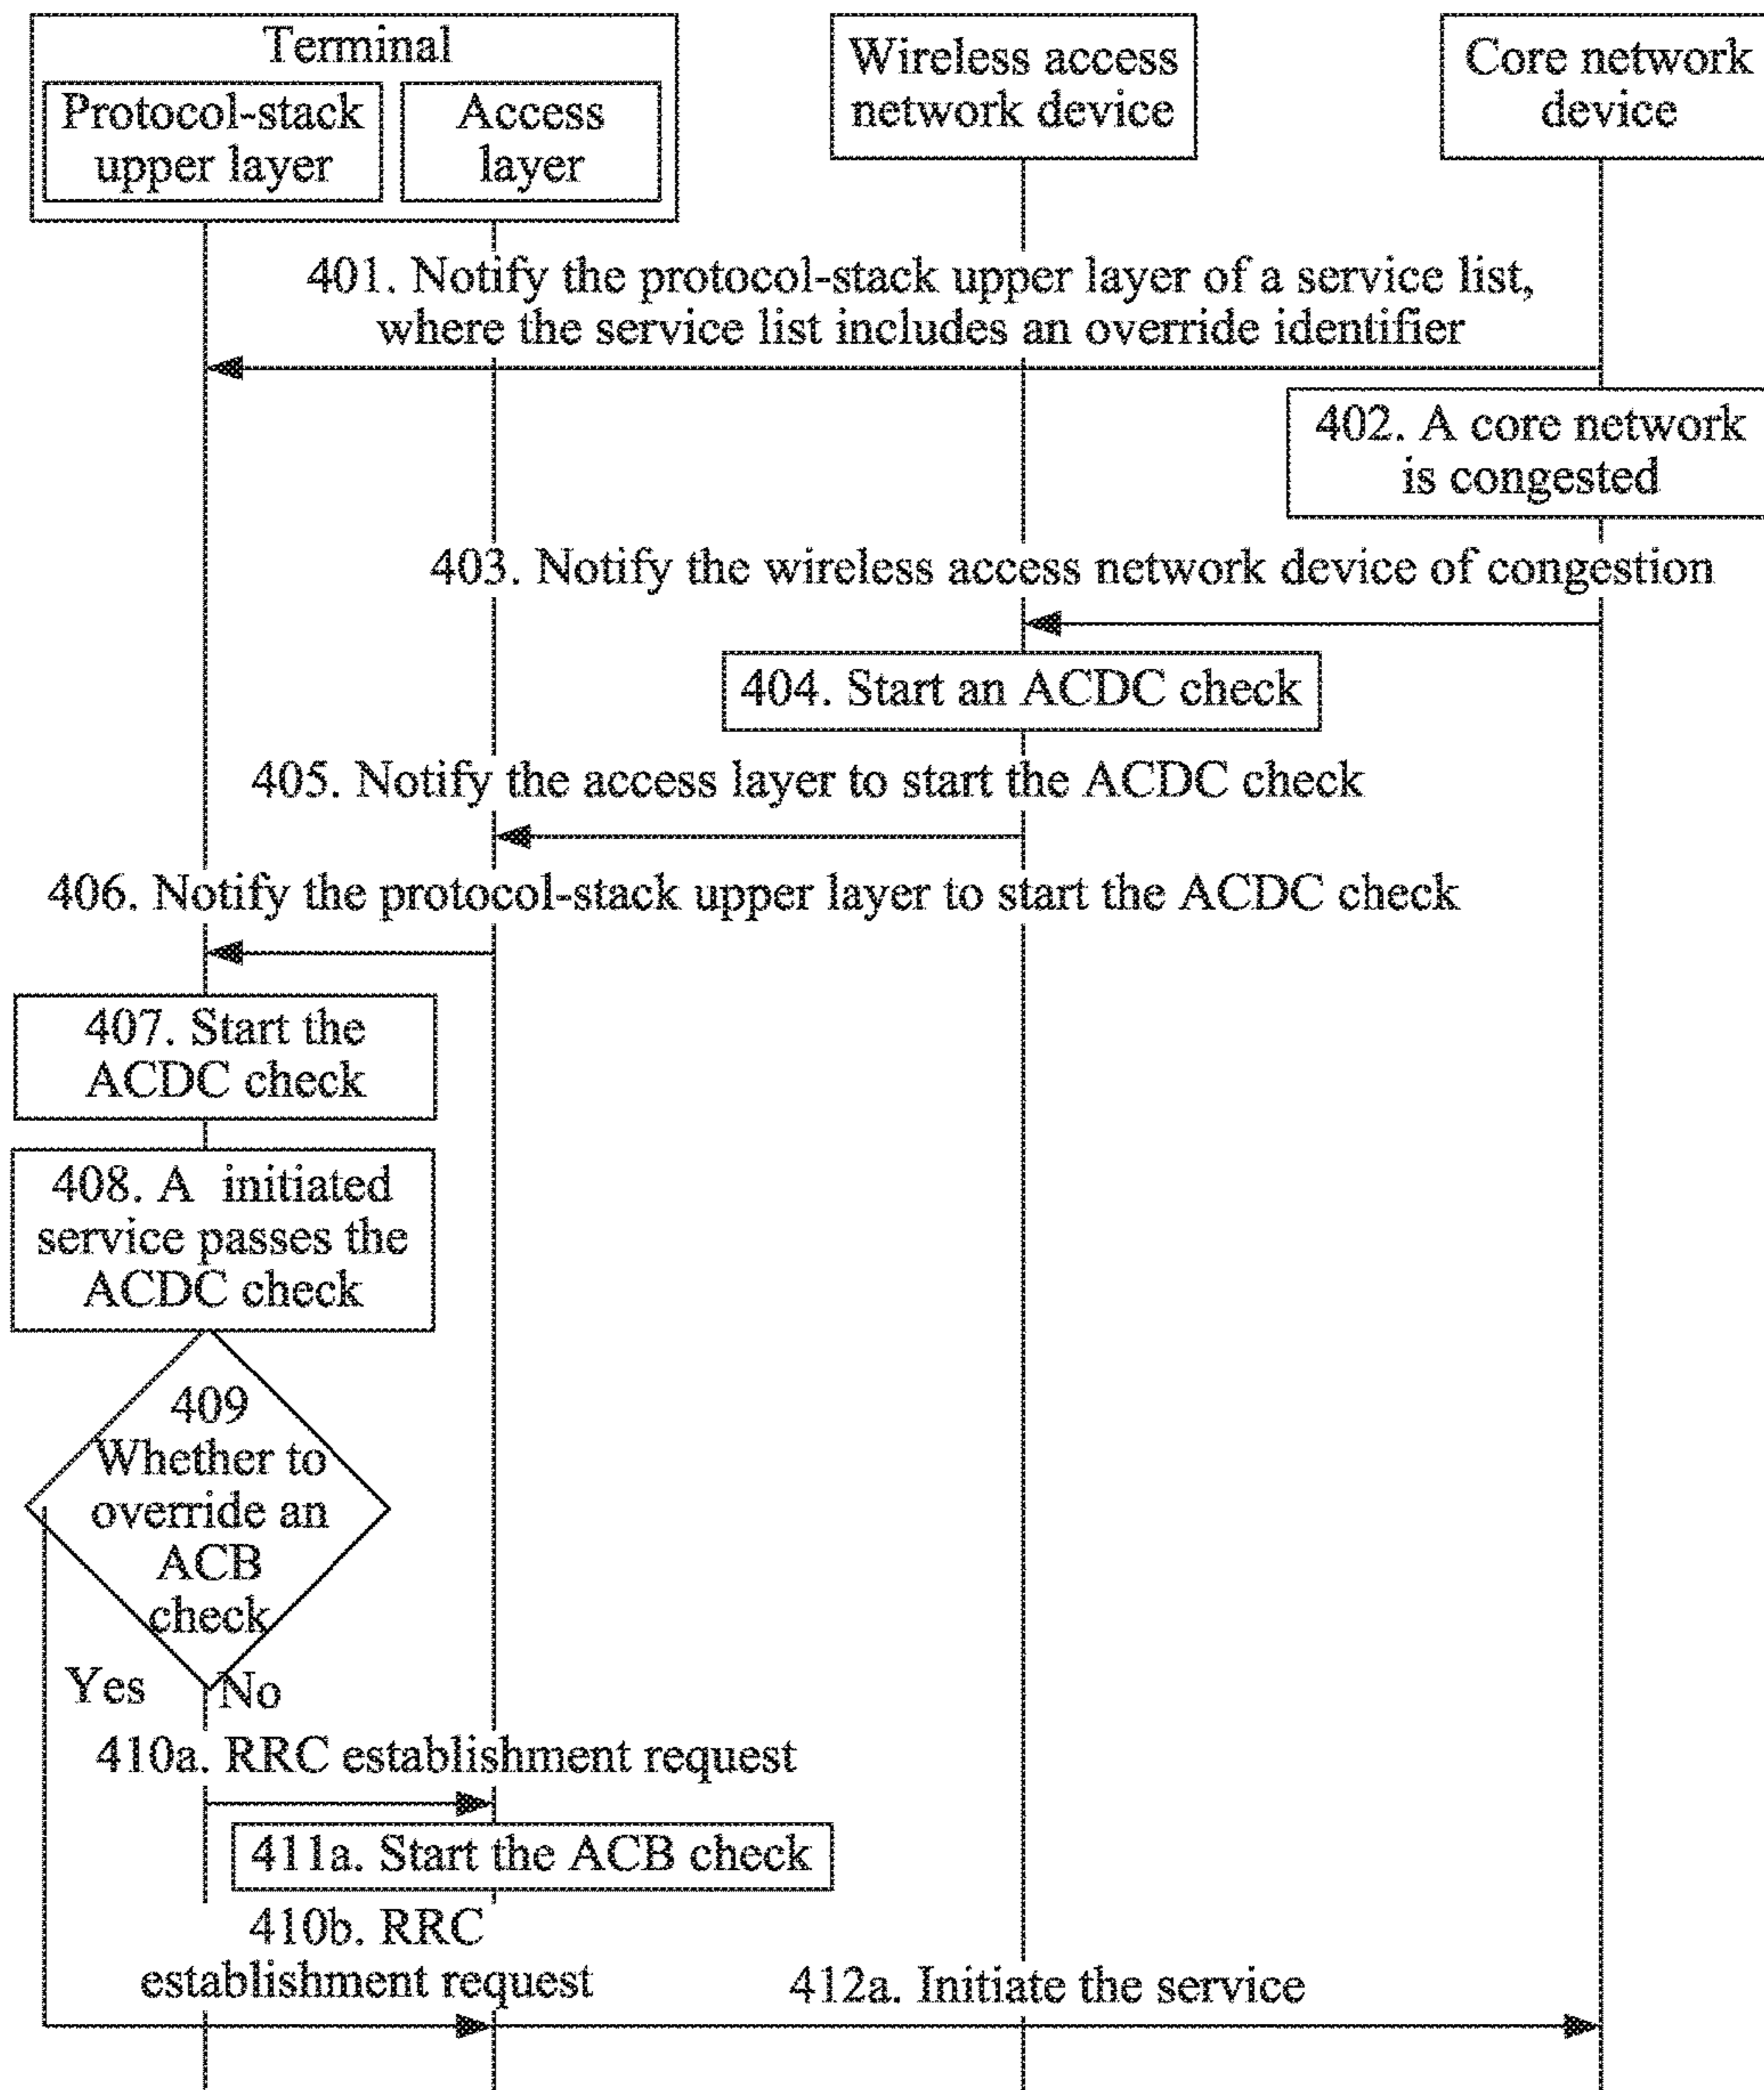 Terminal
Protocol-stack
upper layer
Access
layer
Wireless access
network device
Core network
device
401. Notify the protocol-stack upper layer of a service list,
where the service list includes an override identifier
402. A core network
is congested
403. Notify the wireless access network device of congestion
404. Start an ACDC check
405. Notify the access layer to start the ACDC check
406. Notify the protocol-stack upper layer to start the ACDC check
407. Start the
ACDC check
408. A initiated
service passes the
ACDC check
409
Whether to
override an
ACB
check
Yes
No
410a. RRC establishment request
411a. Start the ACB check
410b. RRC
establishment request
412a. Initiate the service